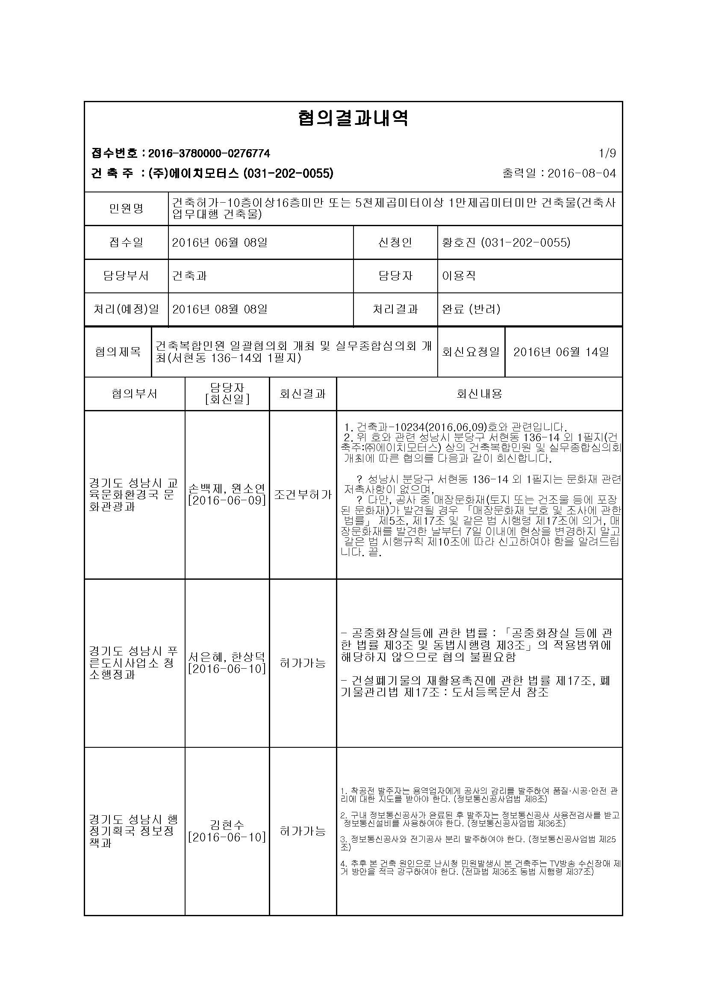 협의결과내역
접수번호 : 2016-3780000-0276774
1/9
건 축 주 : (주)에이치모터스 (031-202-0055)
출력일 : 2016-08-04
민원명
건축허가-10층이상16층미만 또는 5천제곱미터이상 1만제곱미터미만 건축물(건축사
업무대행 건축물)
접수일
2016년 06월 08일
신청인
황호진 (031-202-0055)
담당부서
건축과
담당자
이용직
처리(예정)일
2016년 08월 08일
처리결과
완료 (반려)
협의제목
건축복합민원 일괄협의회 개최 및 실무종합심의회 개
최(서현동 136-14외 1필지)
회신요청일
2016년 06월 14일
협의부서
담당자
[회신일]
회신결과
회신내용
경기도 성남시 교
육문화환경국 문
화관광과
손백제, 원소연
[2016-06-09]
조건부허가
1. 건축과-10234(2016.06.09)호와 관련입니다.
2. 위 호와 관련 성남시 분당구 서현동 136-14 외 1필지(건
축주:㈜에이치모터스) 상의 건축복합민원 및 실무종합심의회
개최에 따른 협의를 다음과 같이 회신합니다.
? 성남시 분당구 서현동 136-14 외 1필지는 문화재 관련
저촉사항이 없으며,
? 다만, 공사 중 매장문화재(토지 또는 건조물 등에 포장
된 문화재)가 발견될 경우 「매장문화재 보호 및 조사에 관한
법률」 제5조, 제17조 및 같은 법 시행령 제17조에 의거, 매
장문화재를 발견한 날부터 7일 이내에 현상을 변경하지 말고
같은 법 시행규칙 제10조에 따라 신고하여야 함을 알려드립
니다. 끝.
경기도 성남시 푸
른도시사업소 청
소행정과
서은혜, 한상덕
[2016-06-10]
허가가능
- 공중화장실등에 관한 법률 : 「공중화장실 등에 관
한 법률 제3조 및 동법시행령 제3조」의 적용범위에
해당하지 않으므로 협의 불필요함
- 건설폐기물의 재활용촉진에 관한 법률 제17조, 폐
기물관리법 제17조 : 도서등록문서 참조
경기도 성남시 행
정기획국 정보정
책과
김현수
[2016-06-10]
허가가능
1. 착공전 발주자는 용역업자에게 공사의 감리를 발주하여 품질·시공·안전 관
리에 대한 지도를 받아야 한다. (정보통신공사업법 제8조)
2. 구내 정보통신공사가 완료된 후 발주자는 정보통신공사 사용전검사를 받고
정보통신설비를 사용하여야 한다. (정보통신공사업법 제36조)
3. 정보통신공사와 전기공사 분리 발주하여야 한다. (정보통신공사업법 제25
조)
4. 추후 본 건축 원인으로 난시청 민원발생시 본 건축주는 TV방송 수신장애 제
거 방안을 적극 강구하여야 한다. (전파법 제36조 동법 시행령 제37조)